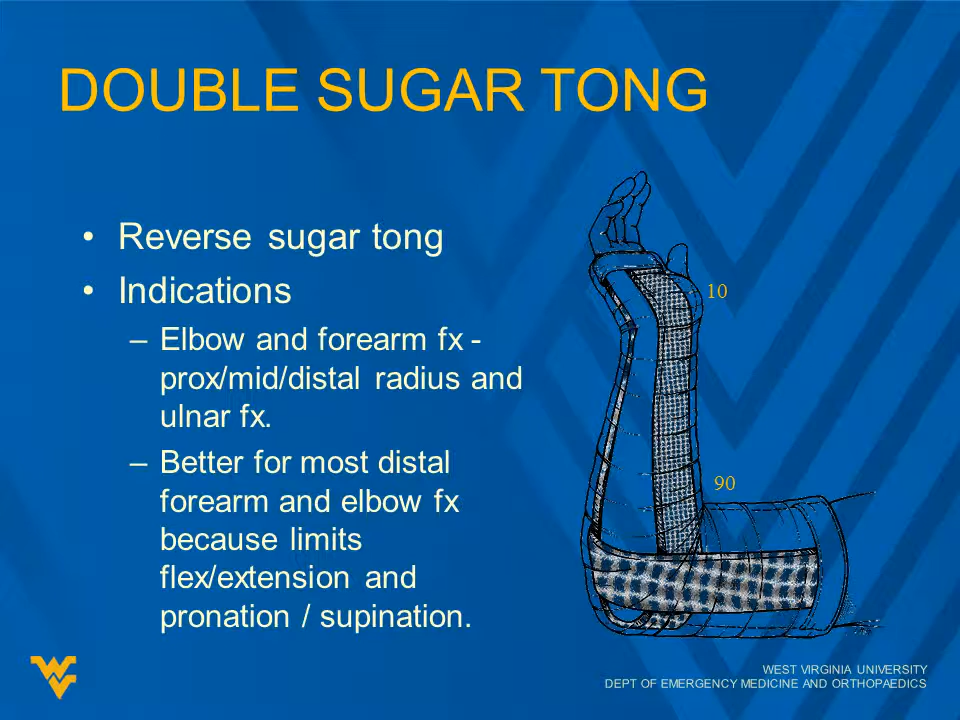 DOUBLE SUGAR TONG
• Reverse sugar tong
• Indications
– Elbow and forearm fx -
prox/mid/distal radius and
ulnar fx.
– Better for most distal
forearm and elbow fx
because limits
flex/extension and
pronation / supination.
10
90
WEST VIRGINIA UNIVERSITY
DEPT OF EMERGENCY MEDICINE AND ORTHOPAEDICS